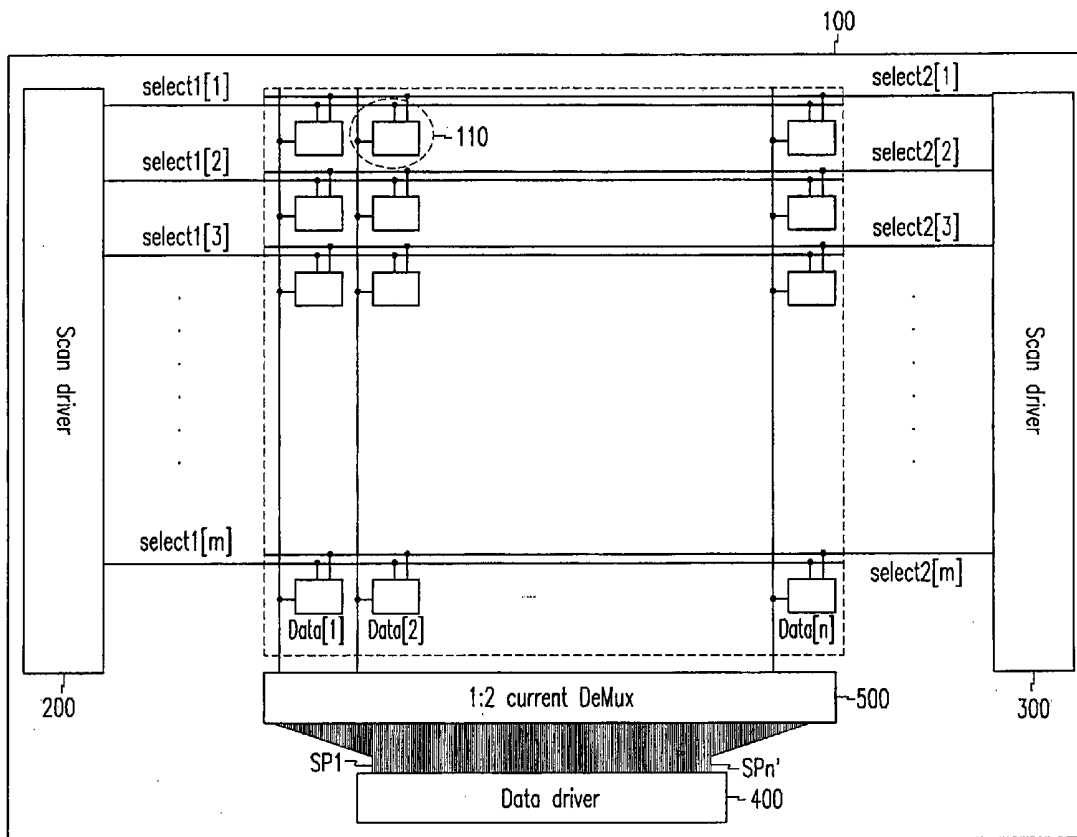 100
select1[1]
select2[1]
110
select1[2]
select2[2]
select1[3]
select2[3]
Scan driver
Scan driver
select1[m]
select2[m]
Data[1]
Data[2]
Data[n]
200
1:2 current DeMux
500
300
SP1
SPn'
Data driver
400